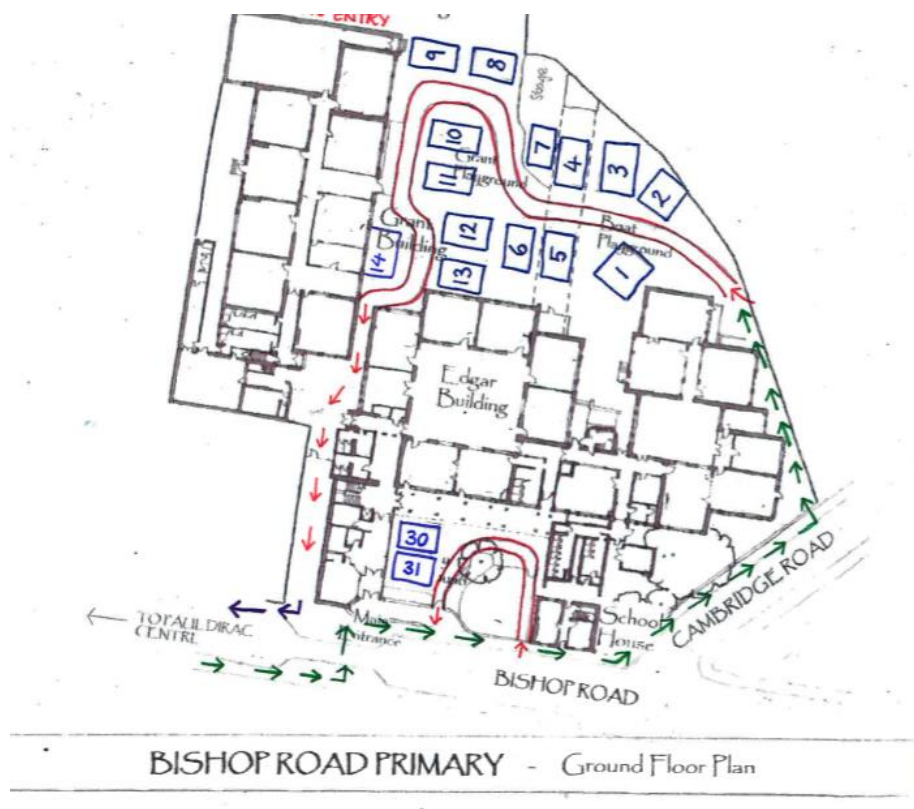 ENTRY
9
8
Storage
10
Grant
Playground
11
7
4
3
2
Grant
Building
14
12
13
6
5
Boat
Playground
1
Edgar
Building
30
31
CAMBRIDGE ROAD
School
House
Main
Entrance
TO PAUL DIRAC
CENTRE
BISHOP ROAD
BISHOP ROAD PRIMARY - Ground Floor Plan